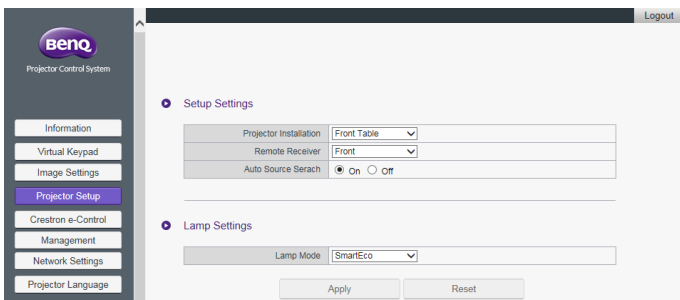 Logout
BenQ
Projector Control System
Information
Virtual Keypad
Image Settings
Projector Setup
Crestron e-Control
Management
Network Settings
Projector Language
Setup Settings
Projector Installation Front Table
Remote Receiver Front
Auto Source Serach On Off
Lamp Settings
Lamp Mode SmartEco
Apply Reset